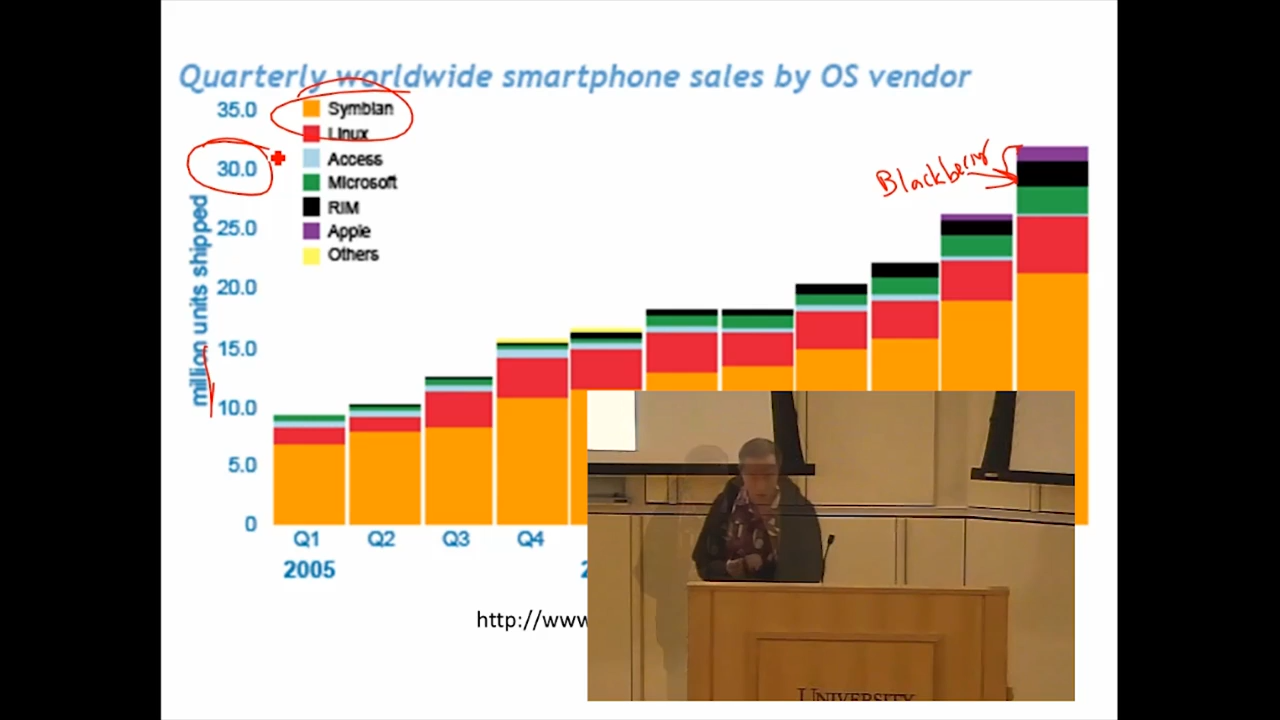 Quarterly worldwide smartphone sales by OS vendor
35.0
30.0
25.0
20.0
15.0
10.0
5.0
0
million units shipped
Symbian
Linux
Access
Microsoft
RIM
Apple
Others
Blackberry
Q1
Q2
Q3
Q4
2005
2
http://www
UNIVERSITY